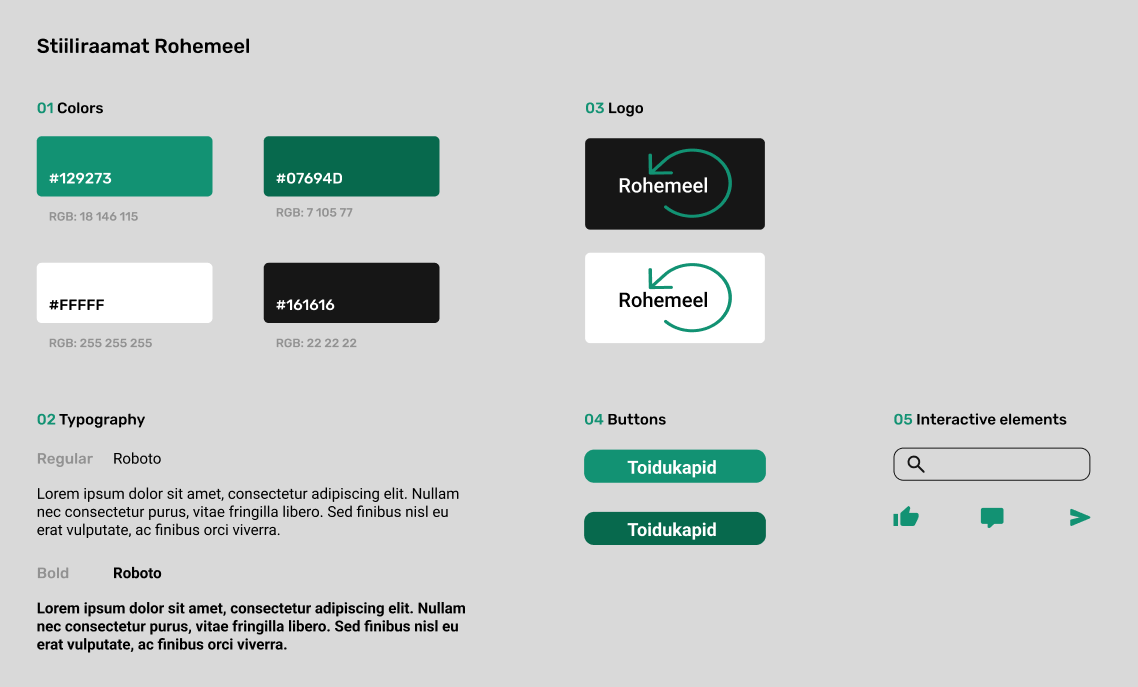 Stiiliraamat Rohemeel
01 Colors
#129273
RGB: 18 146 115
#07694D
RGB: 7 105 77
#FFFFF
RGB: 255 255 255
#161616
RGB: 22 22 22
02 Typography
Regular Roboto
Lorem ipsum dolor sit amet, consectetur adipiscing elit. Nullam
nec consectetur purus, vitae fringilla libero. Sed finibus nisl eu
erat vulputate, ac finibus orci viverra.
Bold Roboto
Lorem ipsum dolor sit amet, consectetur adipiscing elit. Nullam
nec consectetur purus, vitae fringilla libero. Sed finibus nisl eu
erat vulputate, ac finibus orci viverra.
03 Logo
Rohemeel
Rohemeel
04 Buttons
Toidukapid
Toidukapid
05 Interactive elements